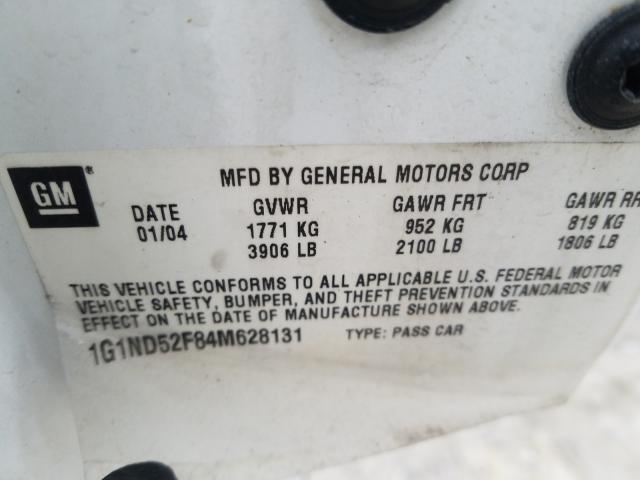 GM ®
MFD BY GENERAL MOTORS CORP
DATE GVWR GAWR FRT GAWR RR
01/04 1771 KG 952 KG 819 KG
3906 LB 2100 LB 1806 LB
THIS VEHICLE CONFORMS TO ALL APPLICABLE U.S. FEDERAL MOTOR
VEHICLE SAFETY, BUMPER, AND THEFT PREVENTION STANDARDS IN
EFFECT ON THE DATE OF MANUFACTURE SHOWN ABOVE.
1G1ND52F84M628131 TYPE: PASS CAR